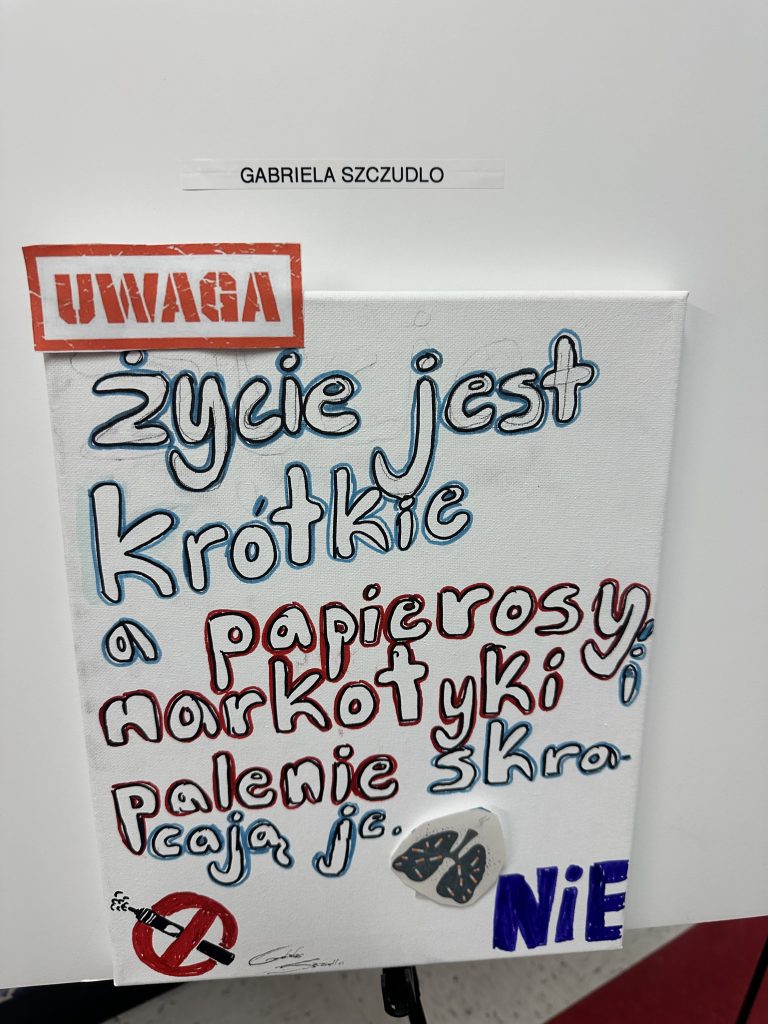 GABRIELA SZCZUDLO
UWAGA
życie jest
krótkie
a papierosy,
narkotyki i
palenie skra-
cają je.
NiE